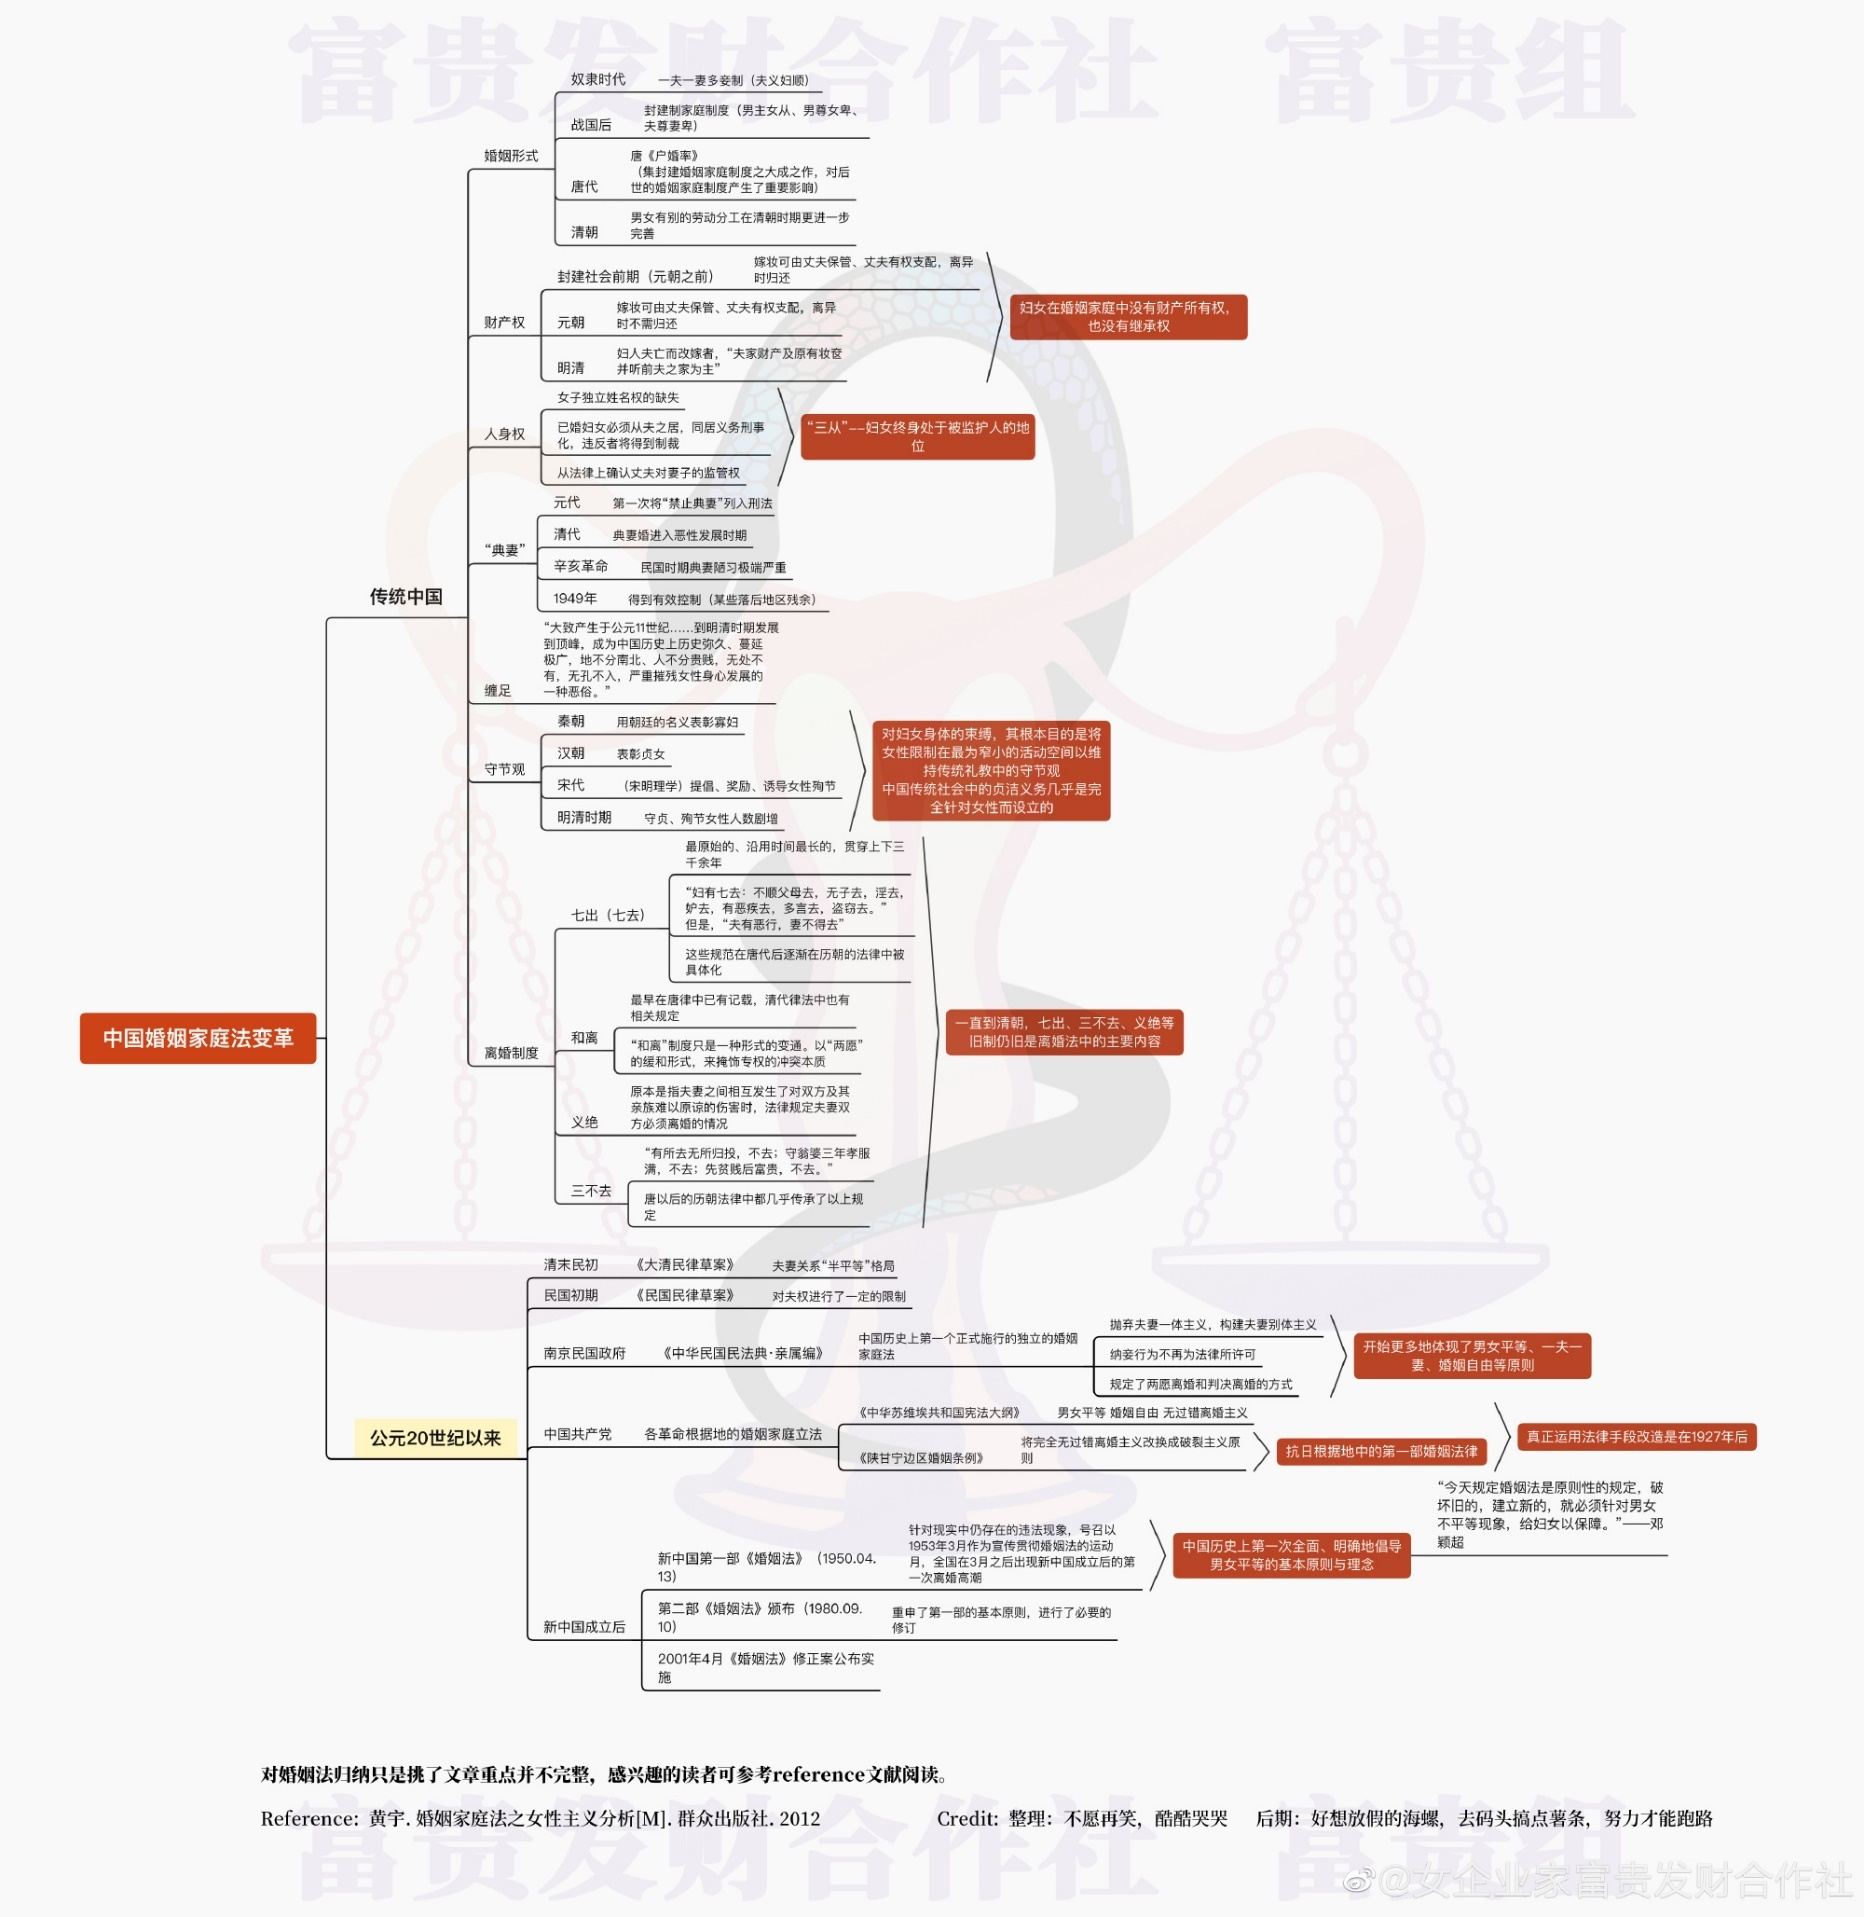 富贵发财合作社 富贵组
奴隶时代 一夫一妻多妾制（夫义妇顺）
战国后 封建制家庭制度（男主女从、男尊女卑、
夫尊妻卑）
婚姻形式
唐代 唐《户婚率》
（集封建婚姻家庭制度之大成之作，对后
世的婚姻家庭制度产生了重要影响）
清朝 男女有别的劳动分工在清朝时期更进一步
完善
封建社会前期（元朝之前） 嫁妆可由丈夫保管、丈夫有权支配，离异
时归还
财产权
元朝 嫁妆可由丈夫保管、丈夫有权支配，离异
时不需归还
明清 妇人夫亡而改嫁者，“夫家财产及原有妆奁
并听前夫之家为主”
妇女在婚姻家庭中没有财产所有权，
也没有继承权
女子独立姓名权的缺失
人身权
已婚妇女必须从夫之居，同居义务刑事
化，违反者将得到制裁
从法律上确认丈夫对妻子的监管权
“三从”--妇女终身处于被监护人的地
位
元代 第一次将“禁止典妻”列入刑法
清代 典妻婚进入恶性发展时期
“典妻”
辛亥革命 民国时期典妻陋习极端严重
1949年 得到有效控制（某些落后地区残余）
传统中国
“大致产生于公元11世纪……到明清时期发展
到顶峰，成为中国历史上历史弥久、蔓延
极广，地不分南北、人不分贵贱，无处不
有，无孔不入，严重摧残女性身心发展的
一种恶俗。”
缠足
秦朝 用朝廷的名义表彰寡妇
汉朝 表彰贞女
守节观
宋代 （宋明理学）提倡、奖励、诱导女性殉节
明清时期 守贞、殉节女性人数剧增
对妇女身体的束缚，其根本目的是将
女性限制在最为窄小的活动空间以维
持传统礼教中的守节观
中国传统社会中的贞洁义务几乎是完
全针对女性而设立的
最原始的、沿用时间最长的，贯穿上下三
千余年
七出（七去）
“妇有七去：不顺父母去，无子去，淫去，
妒去，有恶疾去，多言去，盗窃去。”
但是，“夫有恶行，妻不得去”
这些规范在唐代后逐渐在历朝的法律中被
具体化
最早在唐律中已有记载，清代律法中也有
相关规定
和离
“和离”制度只是一种形式的变通。以“两愿”
的缓和形式，来掩饰专权的冲突本质
离婚制度
义绝 原本是指夫妻之间相互发生了对双方及其
亲族难以原谅的伤害时，法律规定夫妻双
方必须离婚的情况
“有所去无所归投，不去；守翁婆三年孝服
满，不去；先贫贱后富贵，不去。”
三不去
唐以后的历朝法律中都几乎传承了以上规
定
一直到清朝，七出、三不去、义绝等
旧制仍旧是离婚法中的主要内容
中国婚姻家庭法变革
清末民初 《大清民律草案》 夫妻关系“半平等”格局
民国初期 《民国民律草案》 对夫权进行了一定的限制
南京民国政府 《中华民国民法典·亲属编》 中国历史上第一个正式施行的独立的婚姻
家庭法
抛弃夫妻一体主义，构建夫妻别体主义
纳妾行为不再为法律所许可
规定了两愿离婚和判决离婚的方式
开始更多地体现了男女平等、一夫一
妻、婚姻自由等原则
公元20世纪以来
中国共产党 各革命根据地的婚姻家庭立法
《中华苏维埃共和国宪法大纲》 男女平等 婚姻自由 无过错离婚主义
《陕甘宁边区婚姻条例》 将完全无过错离婚主义改换成破裂主义原
则
抗日根据地中的第一部婚姻法律
真正运用法律手段改造是在1927年后
新中国成立后
新中国第一部《婚姻法》（1950.04.
13）
针对现实中仍存在的违法现象，号召以
1953年3月作为宣传贯彻婚姻法的运动
月，全国在3月之后出现新中国成立后的第
一次离婚高潮
中国历史上第一次全面、明确地倡导
男女平等的基本原则与理念
“今天规定婚姻法是原则性的规定，破
坏旧的，建立新的，就必须针对男女
不平等现象，给妇女以保障。”——邓
颖超
第二部《婚姻法》颁布（1980.09.
10）
重申了第一部的基本原则，进行了必要的
修订
2001年4月《婚姻法》修正案公布实
施
对婚姻法归纳只是挑了文章重点并不完整，感兴趣的读者可参考reference文献阅读。
Reference: 黄宇. 婚姻家庭法之女性主义分析[M]. 群众出版社. 2012 Credit: 整理：不愿再笑，酷酷哭哭 后期：好想放假的海螺，去码头搞点薯条，努力才能跑路
富贵发财合作社 富贵组
@女企业家富贵发财合作社